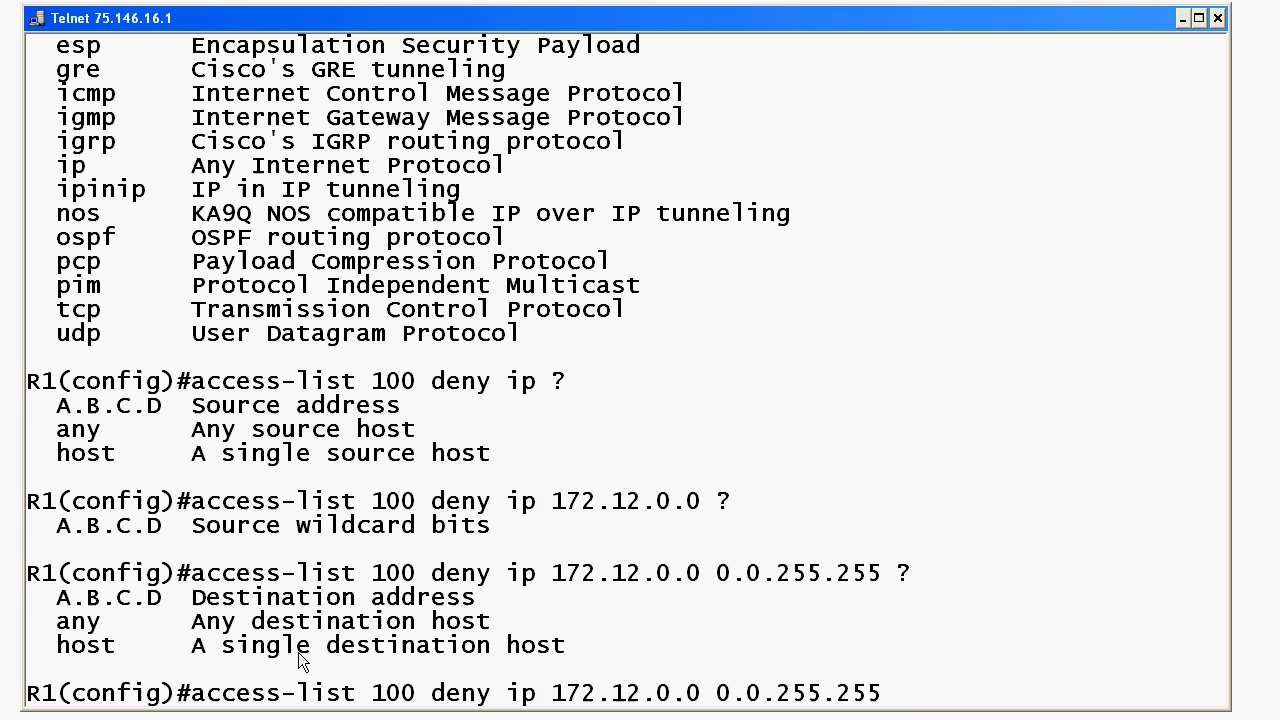 Telnet 75.146.16.1
esp Encapsulation Security Payload
gre Cisco's GRE tunneling
icmp Internet Control Message Protocol
igmp Internet Gateway Message Protocol
igrp Cisco's IGRP routing protocol
ip Any Internet Protocol
ipinip IP in IP tunneling
nos KA9Q NOS compatible IP over IP tunneling
ospf OSPF routing protocol
pcp Payload Compression Protocol
pim Protocol Independent Multicast
tcp Transmission Control Protocol
udp User Datagram Protocol
R1(config)#access-list 100 deny ip ?
A.B.C.D Source address
any Any source host
host A single source host
R1(config)#access-list 100 deny ip 172.12.0.0 ?
A.B.C.D Source wildcard bits
R1(config)#access-list 100 deny ip 172.12.0.0 0.0.255.255 ?
A.B.C.D Destination address
any Any destination host
host A single destination host
R1(config)#access-list 100 deny ip 172.12.0.0 0.0.255.255